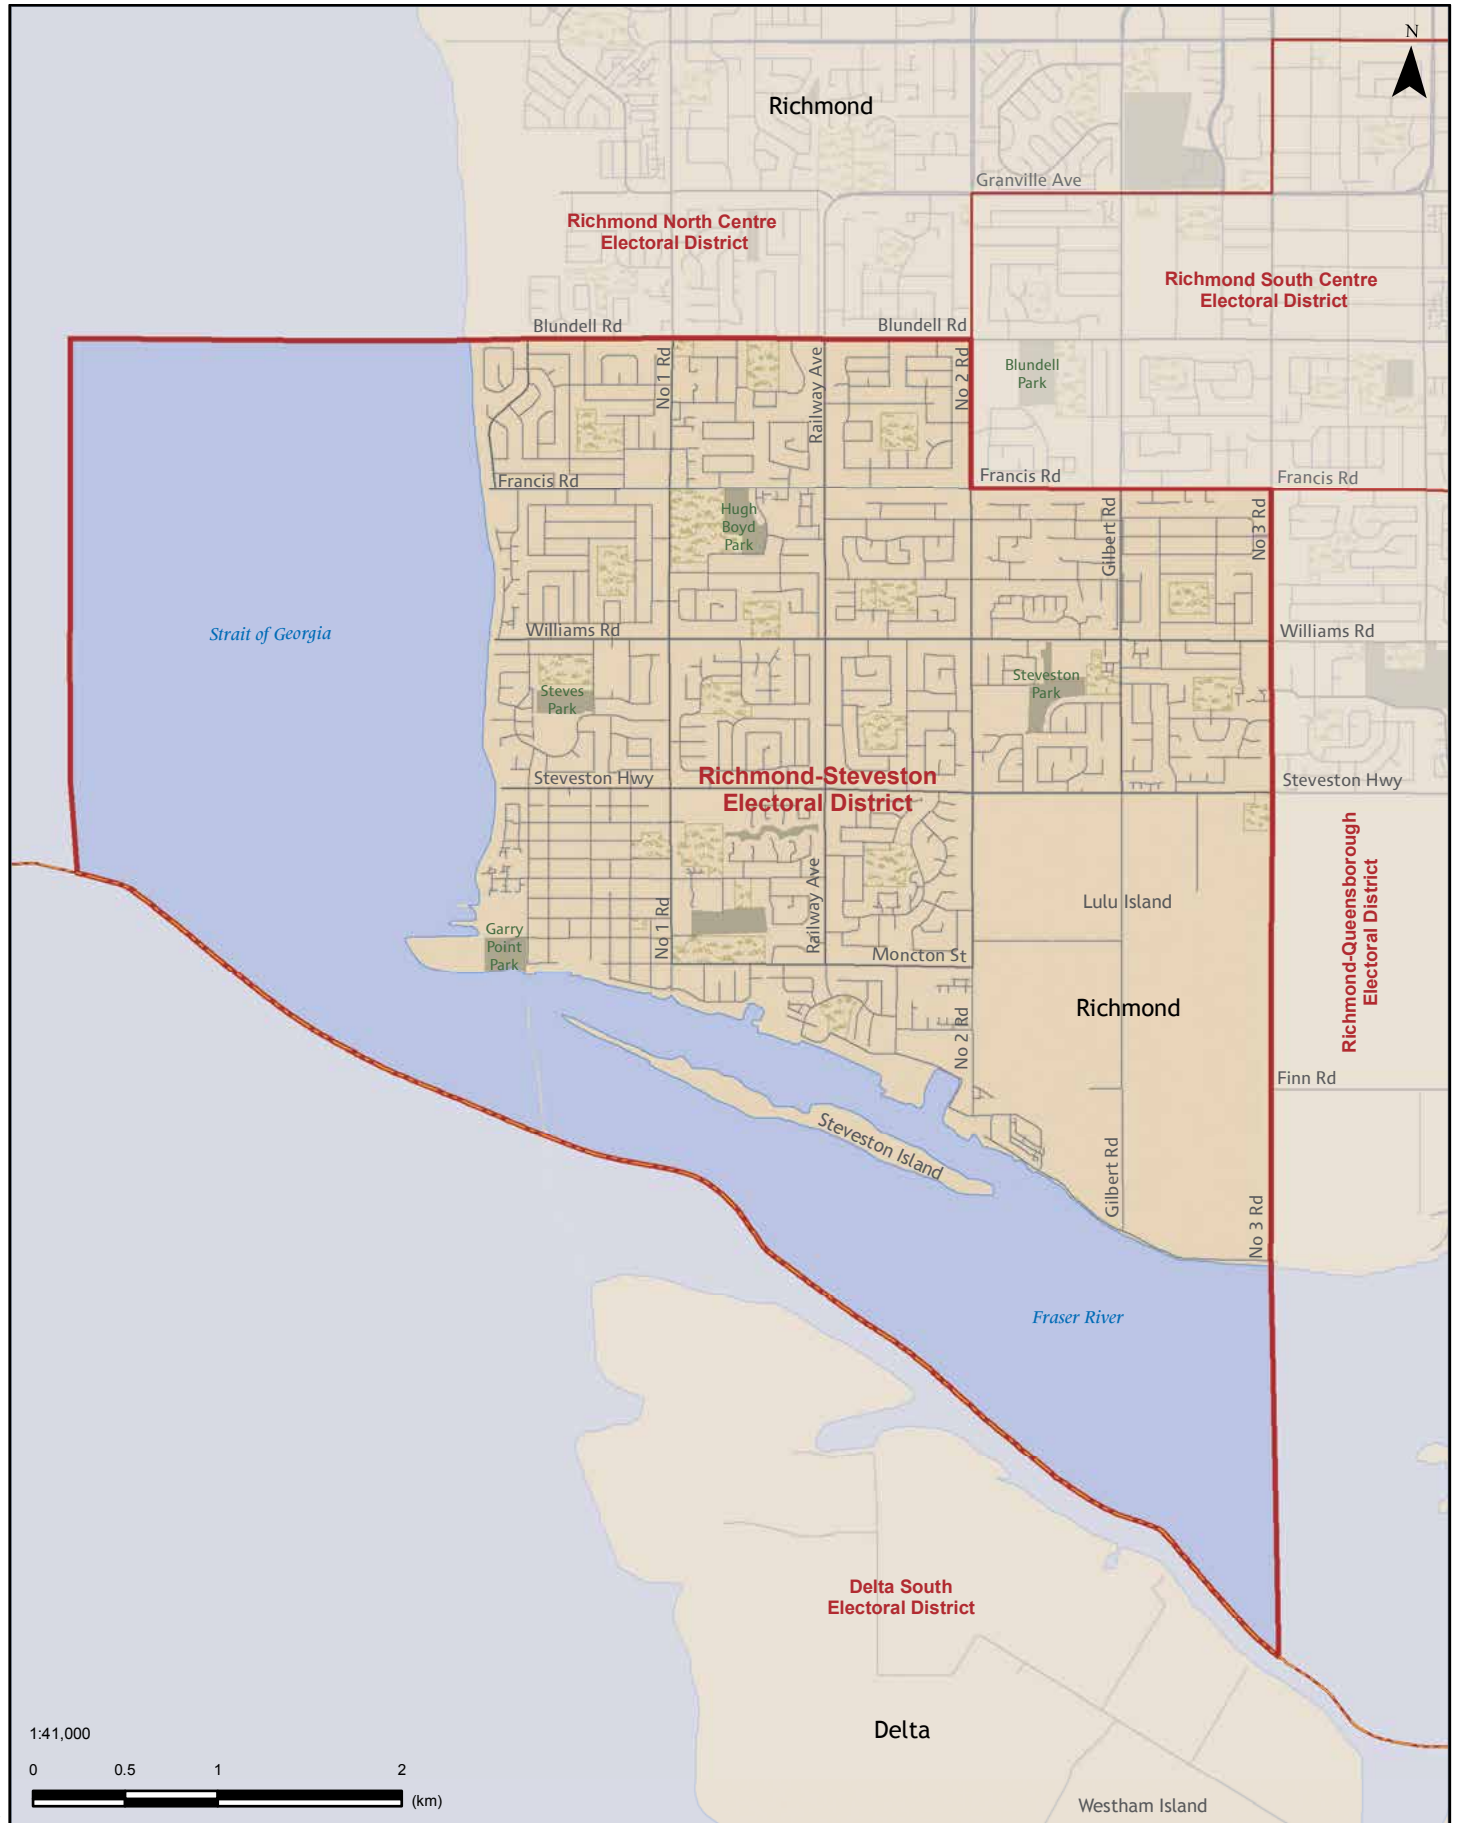 N
Richmond
Granville Ave
Richmond North Centre
Electoral District
Richmond South Centre
Electoral District
Blundell Rd
Blundell Rd
No 1 Rd
Railway Ave
No 2 Rd
Blundell
Park
Francis Rd
Francis Rd
Francis Rd
Hugh
Boyd
Park
Gilbert Rd
No 3 Rd
Strait of Georgia
Williams Rd
Williams Rd
Steves
Park
Steveston
Park
Steveston Hwy
Richmond-Steveston
Electoral District
Steveston Hwy
Richmond-Queensborough
Electoral District
Lulu Island
Garry
Point
Park
No 1 Rd
Railway Ave
Moncton St
Richmond
No 2 Rd
Finn Rd
Steveston Island
Gilbert Rd
No 3 Rd
Fraser River
Delta South
Electoral District
Delta
1:41,000
0 0.5 1 2
(km)
Westham Island